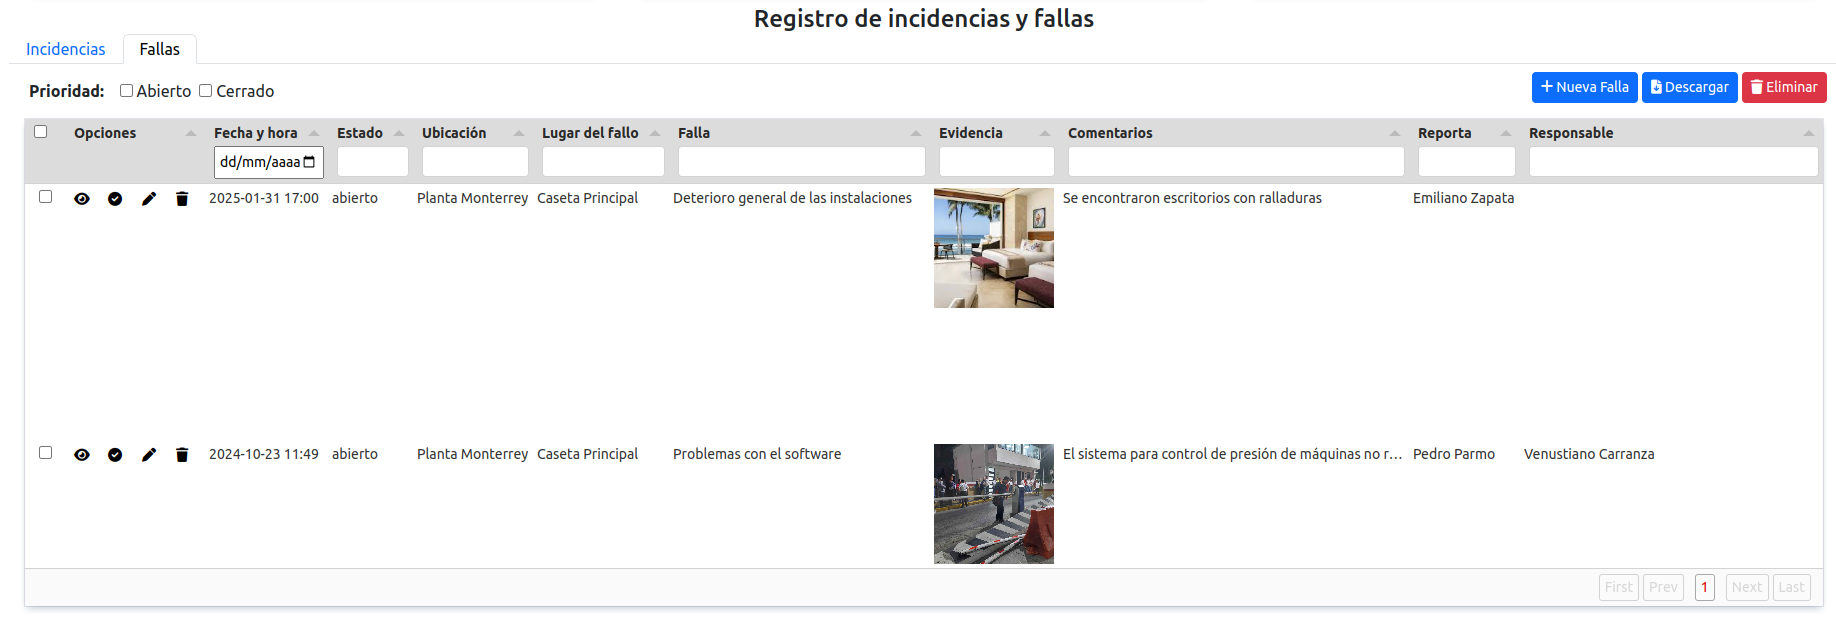 Registro de incidencias y fallas
Incidencias Fallas
Prioridad: Abierto Cerrado
Nueva Falla Descargar Eliminar
Opciones Fecha y hora Estado Ubicación Lugar del fallo Falla Evidencia Comentarios Reporta Responsable
dd/mm/aaaa
2025-01-31 17:00 abierto Planta Monterrey Caseta Principal Deterioro general de las instalaciones Se encontraron escritorios con ralladuras Emiliano Zapata
2024-10-23 11:49 abierto Planta Monterrey Caseta Principal Problemas con el software El sistema para control de presión de máquinas no r... Pedro Parmo Venustiano Carranza
First Prev 1 Next Last